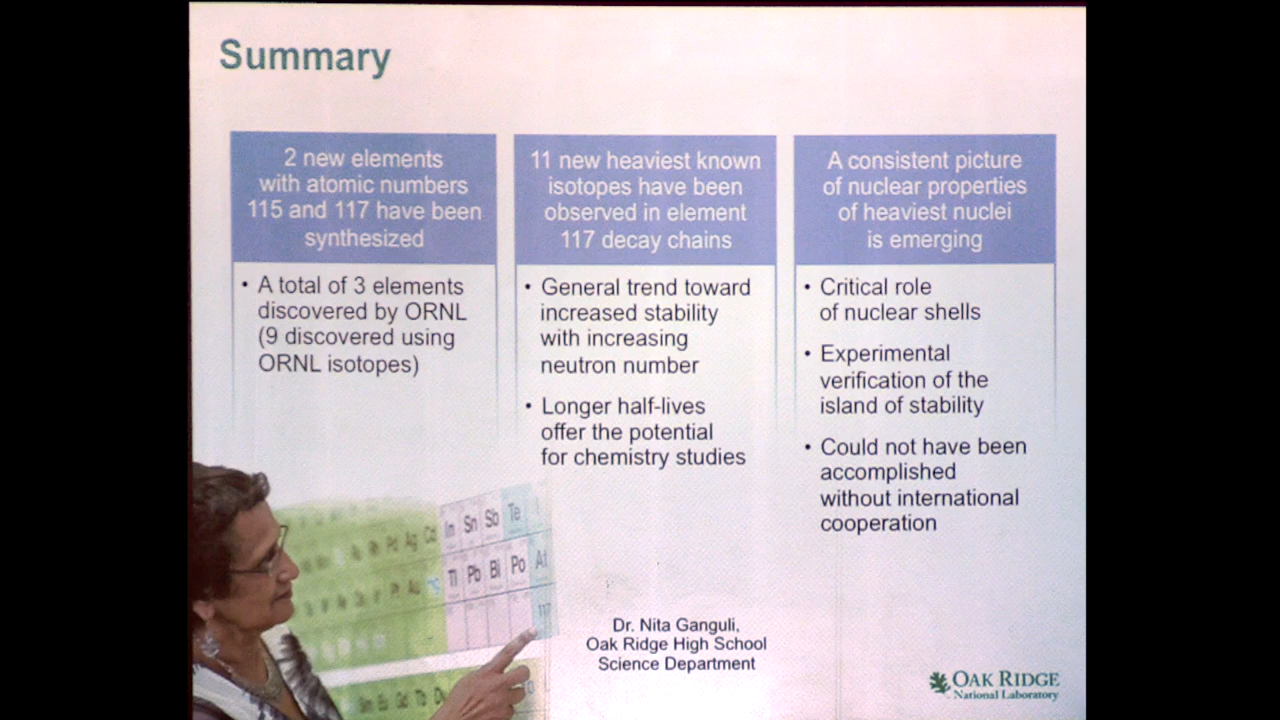 Summary
2 new elements
with atomic numbers
115 and 117 have been
synthesized
• A total of 3 elements
discovered by ORNL
(9 discovered using
ORNL isotopes)
11 new heaviest known
isotopes have been
observed in element
117 decay chains
• General trend toward
increased stability
with increasing
neutron number
• Longer half-lives
offer the potential
for chemistry studies
A consistent picture
of nuclear properties
of heaviest nuclei
is emerging
• Critical role
of nuclear shells
• Experimental
verification of the
island of stability
• Could not have been
accomplished
without international
cooperation
Pd Ag Cd In Sn Sb Te
Tl Pb Bi Po At
117
Dr. Nita Ganguli,
Oak Ridge High School
Science Department
OAK RIDGE
National Laboratory